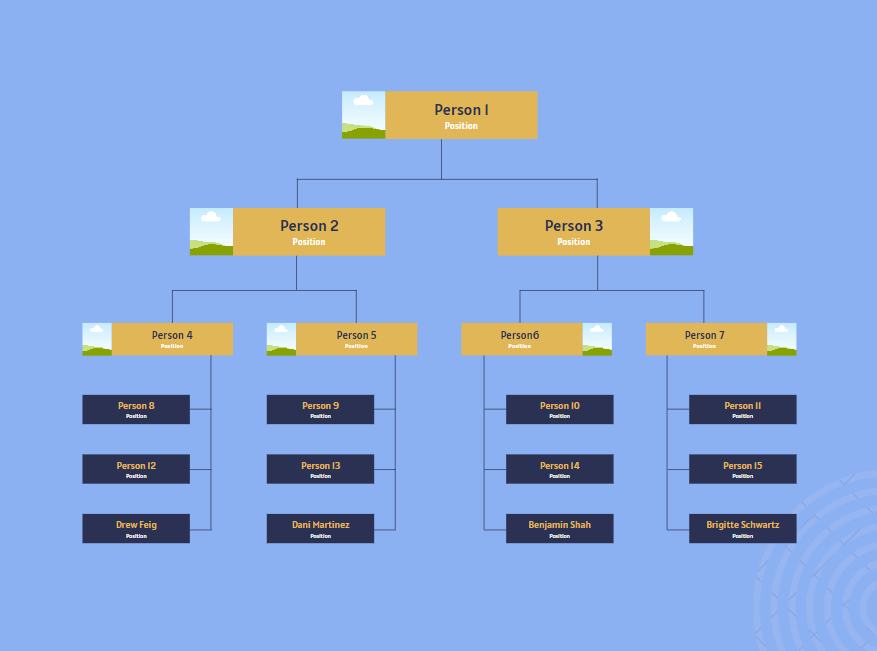 Person 1
Position
Person 2
Position
Person 3
Position
Person 4
Position
Person 5
Position
Person6
Position
Person 7
Position
Person 8
Position
Person 9
Position
Person 10
Position
Person 11
Position
Person 12
Position
Person 13
Position
Person 14
Position
Person 15
Position
Drew Feig
Position
Dani Martinez
Position
Benjamin Shah
Position
Brigitte Schwartz
Position